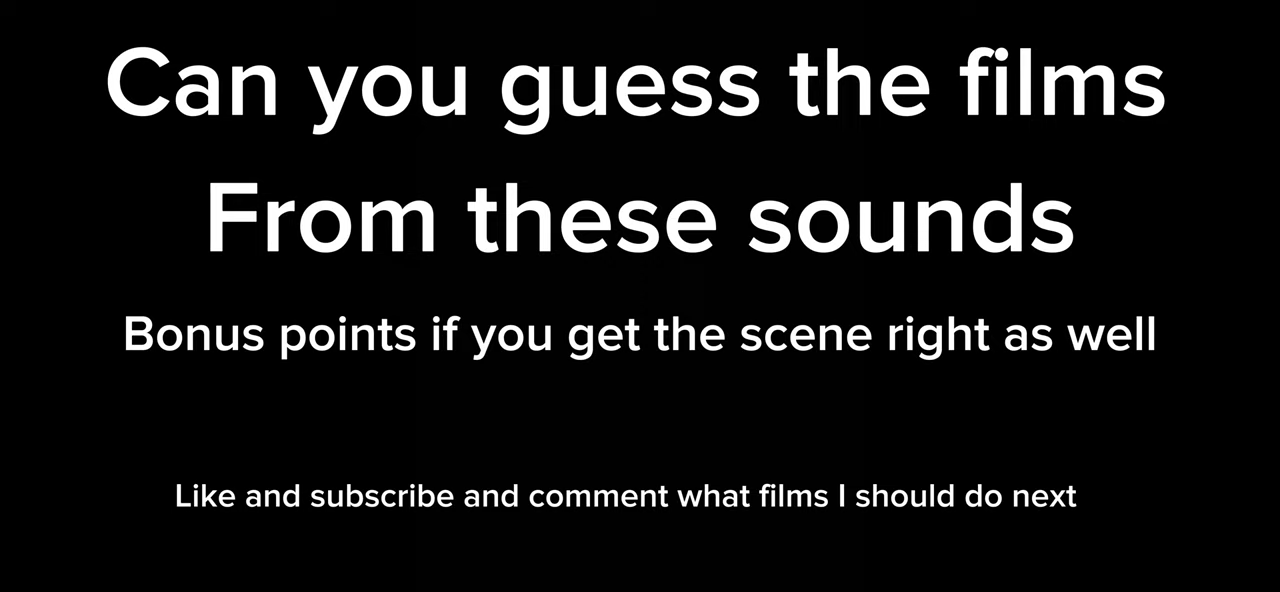 Can you guess the films
From these sounds
Bonus points if you get the scene right as well
Like and subscribe and comment what films I should do next